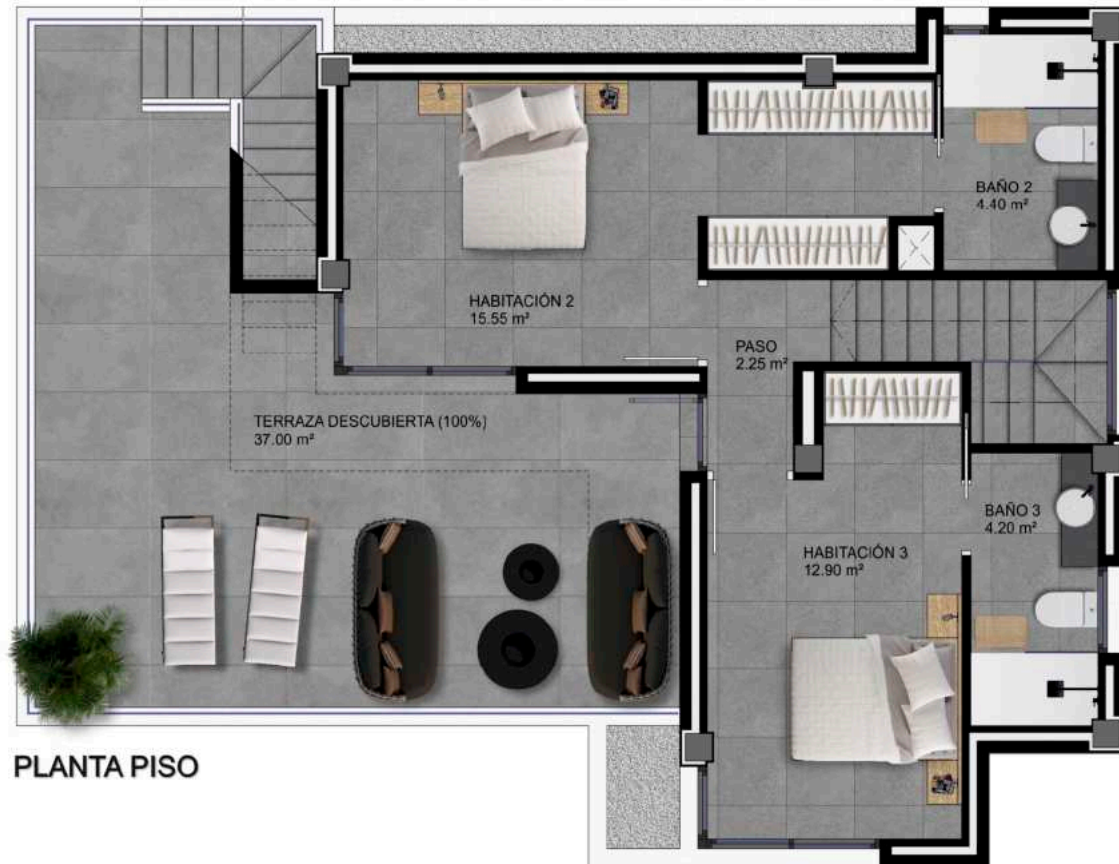 BAÑO 2
4.40 m²
HABITACIÓN 2
15.55 m²
PASO
2.25 m²
TERRAZA DESCUBIERTA (100%)
37.00 m²
BAÑO 3
4.20 m²
HABITACIÓN 3
12.90 m²
PLANTA PISO